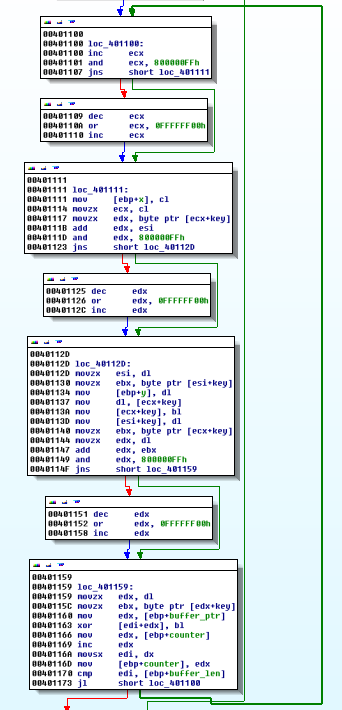 00401100
00401100 loc_401100:
00401100 inc ecx
00401101 and ecx, 800000FFh
00401107 jns short loc_401111
00401109 dec ecx
0040110A or ecx, 0FFFFFF00h
00401110 inc ecx
00401111
00401111 loc_401111:
00401111 mov [ebp+x], cl
00401114 movzx ecx, cl
00401117 movzx edx, byte ptr [ecx+key]
0040111B add edx, esi
0040111D and edx, 800000FFh
00401123 jns short loc_40112D
00401125 dec edx
00401126 or edx, 0FFFFFF00h
0040112C inc edx
0040112D
0040112D loc_40112D:
0040112D movzx esi, dl
00401130 movzx ebx, byte ptr [esi+key]
00401134 mov [ebp+y], dl
00401137 mov dl, [ecx+key]
0040113A mov [ecx+key], bl
0040113D mov [esi+key], dl
00401140 movzx ebx, byte ptr [ecx+key]
00401144 movzx edx, dl
00401147 add edx, ebx
00401149 and edx, 800000FFh
0040114F jns short loc_401159
00401151 dec edx
00401152 or edx, 0FFFFFF00h
00401158 inc edx
00401159
00401159 loc_401159:
00401159 movzx edx, dl
0040115C movzx ebx, byte ptr [edx+key]
00401160 mov edx, [ebp+buffer_ptr]
00401163 xor [edi+edx], bl
00401166 mov edx, [ebp+counter]
00401169 inc edx
0040116A movsx edi, dx
0040116D mov [ebp+counter], edx
00401170 cmp edi, [ebp+buffer_len]
00401173 jl short loc_401100